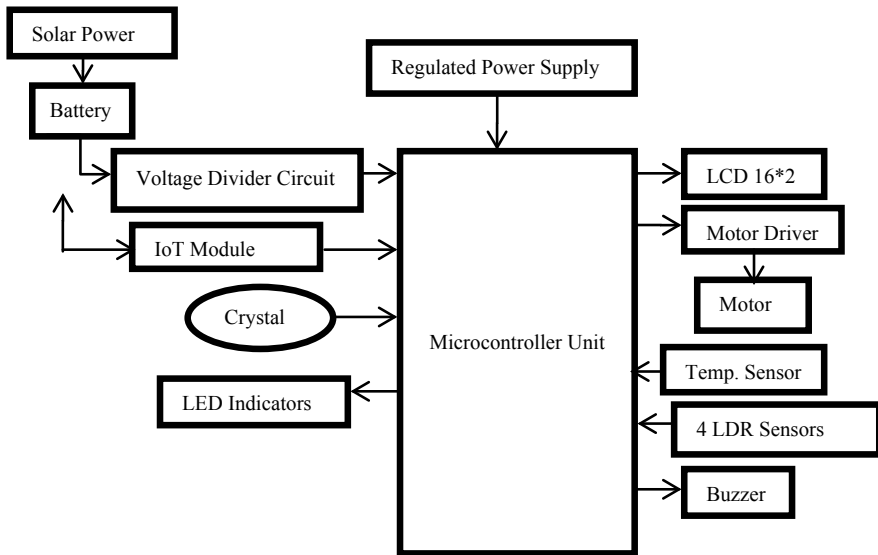 Solar Power
Regulated Power Supply
Battery
Voltage Divider Circuit
LCD 16*2
IoT Module
Motor Driver
Motor
Crystal
Microcontroller Unit
Temp. Sensor
LED Indicators
4 LDR Sensors
Buzzer